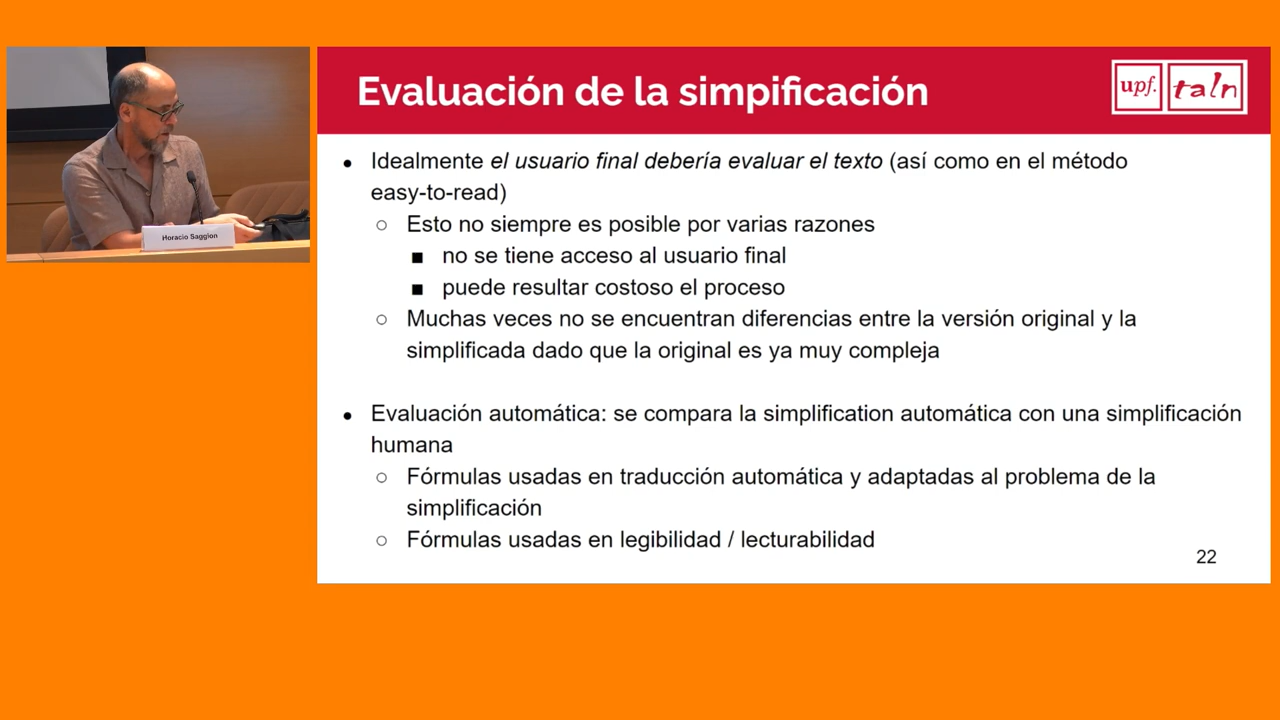 Evaluación de la simpificación
upf. taln
● Idealmente el usuario final debería evaluar el texto (así como en el método
easy-to-read)
○ Esto no siempre es posible por varias razones
■ no se tiene acceso al usuario final
■ puede resultar costoso el proceso
○ Muchas veces no se encuentran diferencias entre la versión original y la
simplificada dado que la original es ya muy compleja
● Evaluación automática: se compara la simplification automática con una simplificación
humana
○ Fórmulas usadas en traducción automática y adaptadas al problema de la
simplificación
○ Fórmulas usadas en legibilidad / lecturabilidad
22
Horacio Saggion